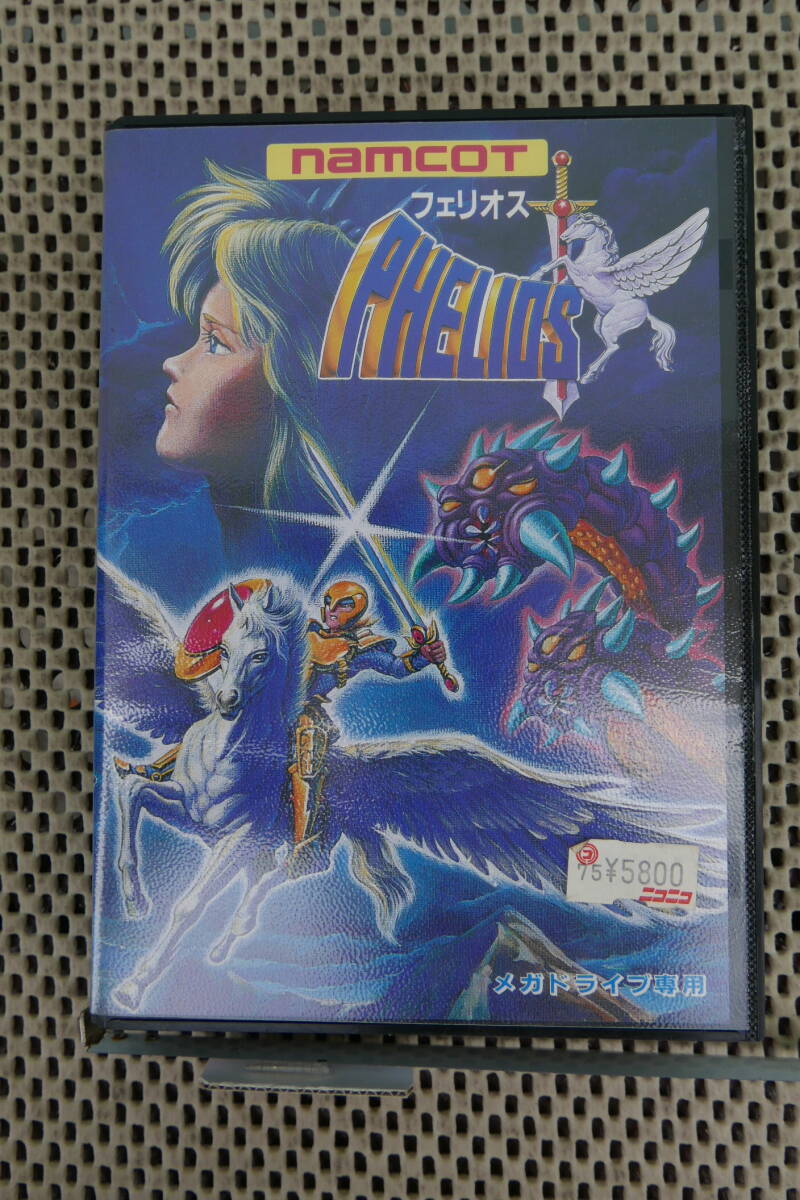 namcot
フェリオス
PHELIOS
コ
75¥5800
ニコニコ
メガドライブ専用